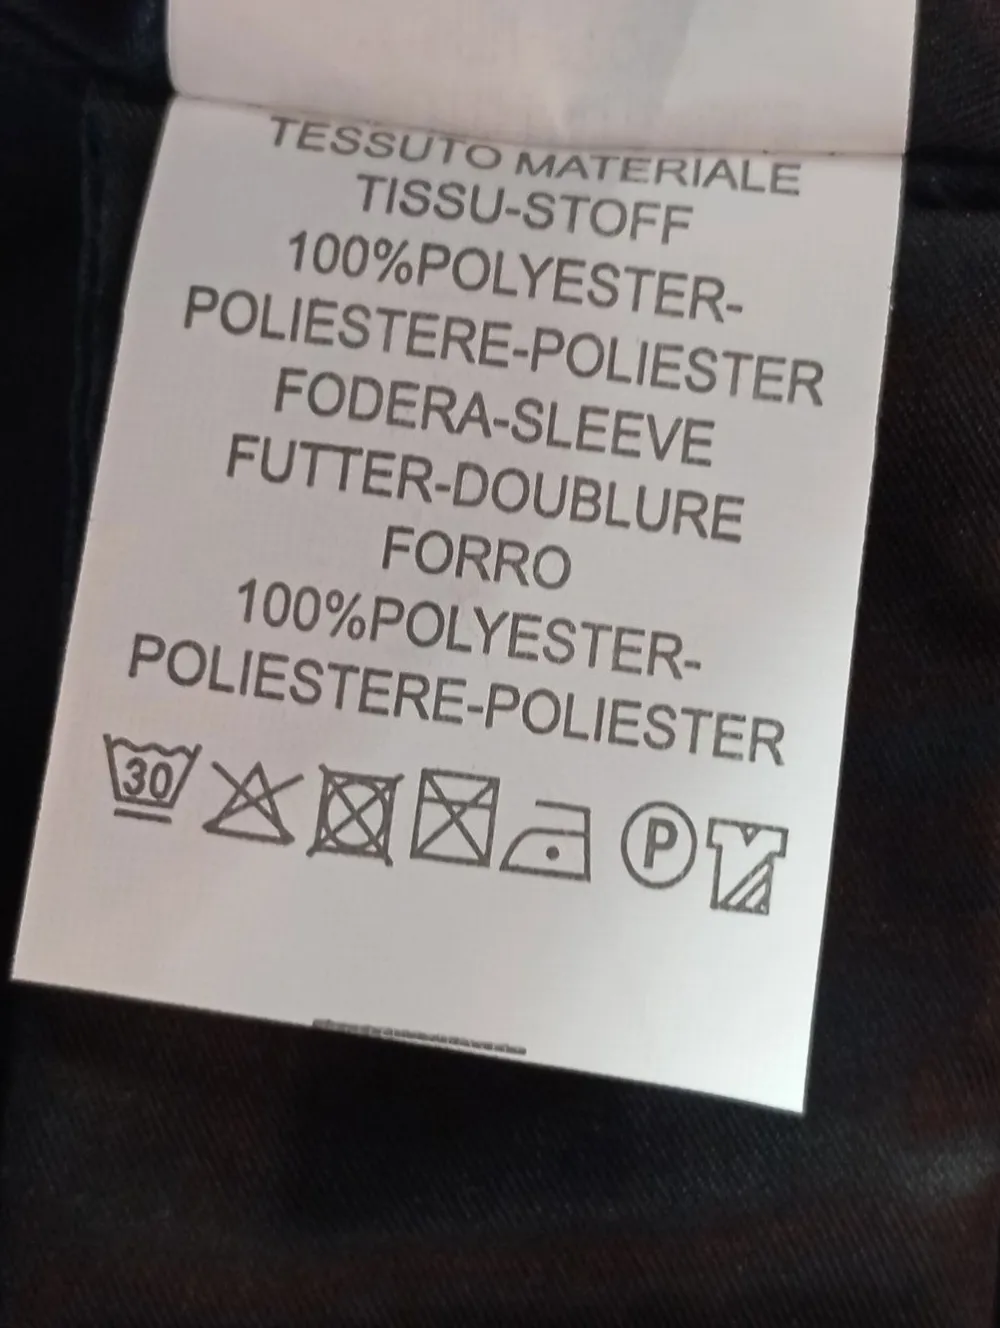 TESSUTO MATERIALE
TISSU-STOFF
100%POLYESTER-
POLIESTERE-POLIESTER
FODERA-SLEEVE
FUTTER-DOUBLURE
FORRO
100%POLYESTER-
POLIESTERE-POLIESTER
30 P